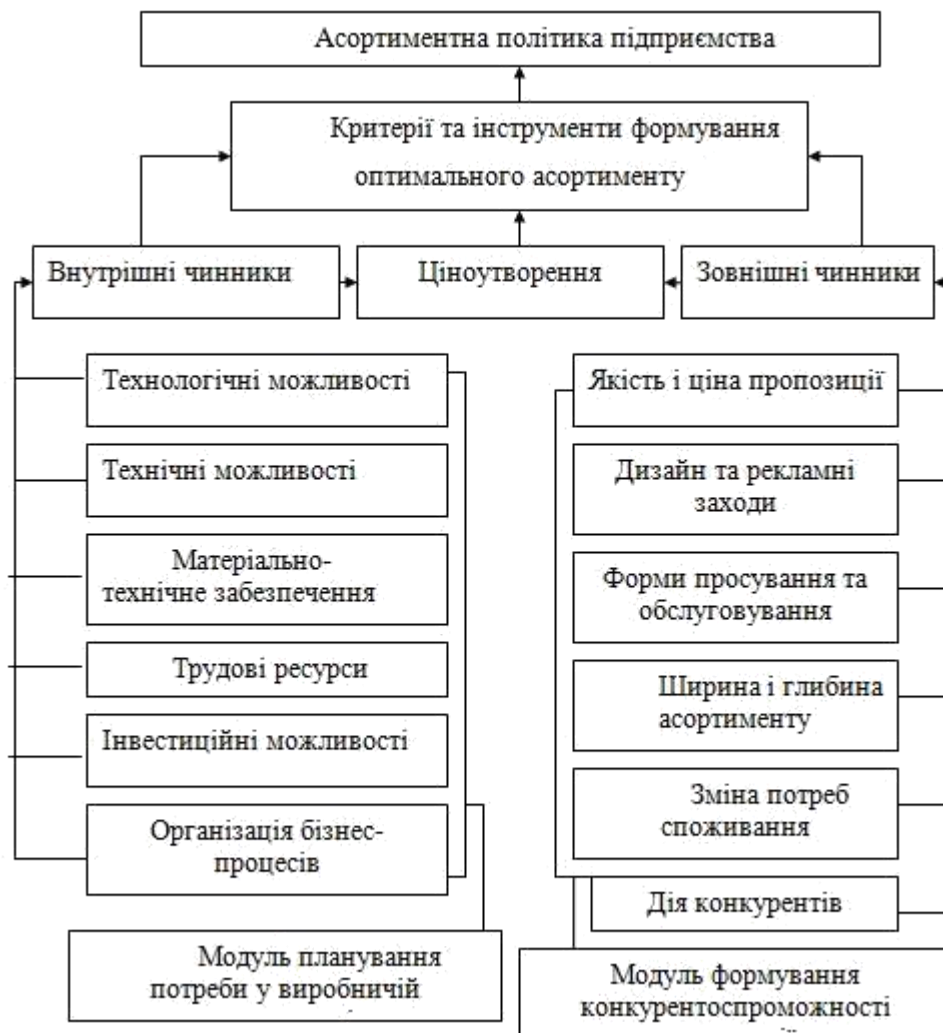 Асортиментна політика підприємства
Критерії та інструменти формування
оптимального асортименту
Внутрішні чинники
Ціноутворення
Зовнішні чинники
Технологічні можливості
Технічні можливості
Матеріально-
технічне забезпечення
Трудові ресурси
Інвестиційні можливості
Організація бізнес-
процесів
Модуль планування
потреби у виробничій
Якість і ціна пропозиції
Дизайн та рекламні
заходи
Форми просування та
обслуговування
Ширина і глибина
асортименту
Зміна потреб
споживання
Дія конкурентів
Модуль формування
конкурентоспроможності